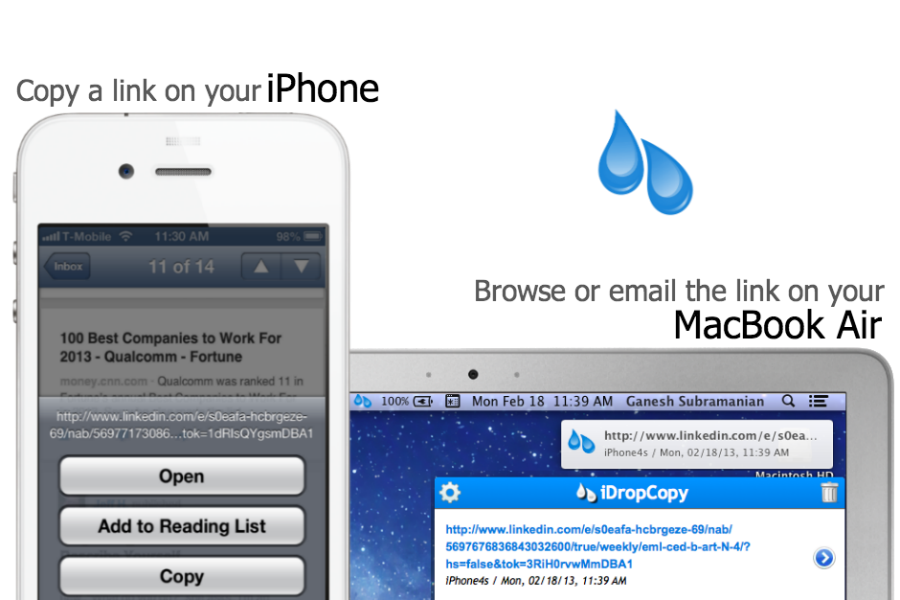 Copy a link on your iPhone
T-Mobile 11:30 AM 98%
Inbox
11 of 14
100 Best Companies to Work For
2013 - Qualcomm - Fortune
money.cnn.com - Qualcomm was ranked 11 in
http://www.linkedin.com/e/s0eafa-hcbrgeze-
69/nab/56977173086...tok=1dRlsQYgsmDBA1
Open
Add to Reading List
Copy
Browse or email the link on your
MacBook Air
100% Mon Feb 18 11:39 AM Ganesh Subramanian
http://www.linkedin.com/e/s0ea...
iPhone4s / Mon, 02/18/13, 11:39 AM
Macintosh HD
iDropCopy
http://www.linkedin.com/e/s0eafa-hcbrgeze-69/nab/
5697676836843032600/true/weekly/eml-ced-b-art-N-4/?
hs=false&tok=3RiH0rvwMmDBA1
iPhone4s / Mon, 02/18/13, 11:39 AM